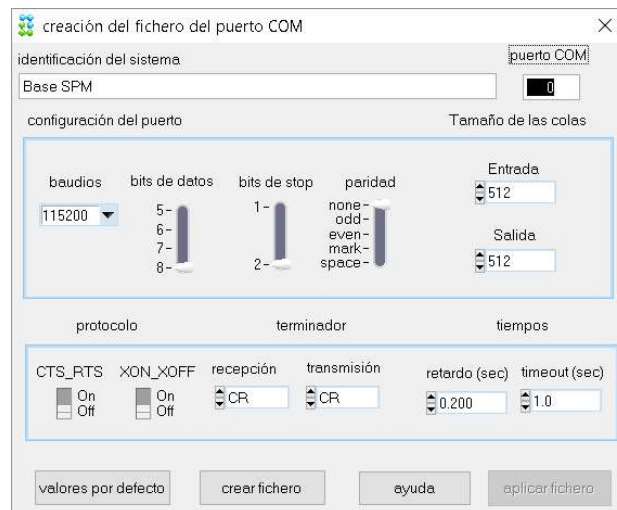 creación del fichero del puerto COM
identificación del sistema
puerto COM
Base SPM
0
configuración del puerto
Tamaño de las colas
baudios
bits de datos
bits de stop
paridad
Entrada
115200
5
6
7
8
1
2
none
odd
even
mark
space
512
Salida
512
protocolo
terminador
tiempos
CTS_RTS
XON_XOFF
recepción
transmisión
retardo (sec)
timeout (sec)
On
Off
On
Off
CR
CR
0.200
1.0
valores por defecto
crear fichero
ayuda
aplicar fichero